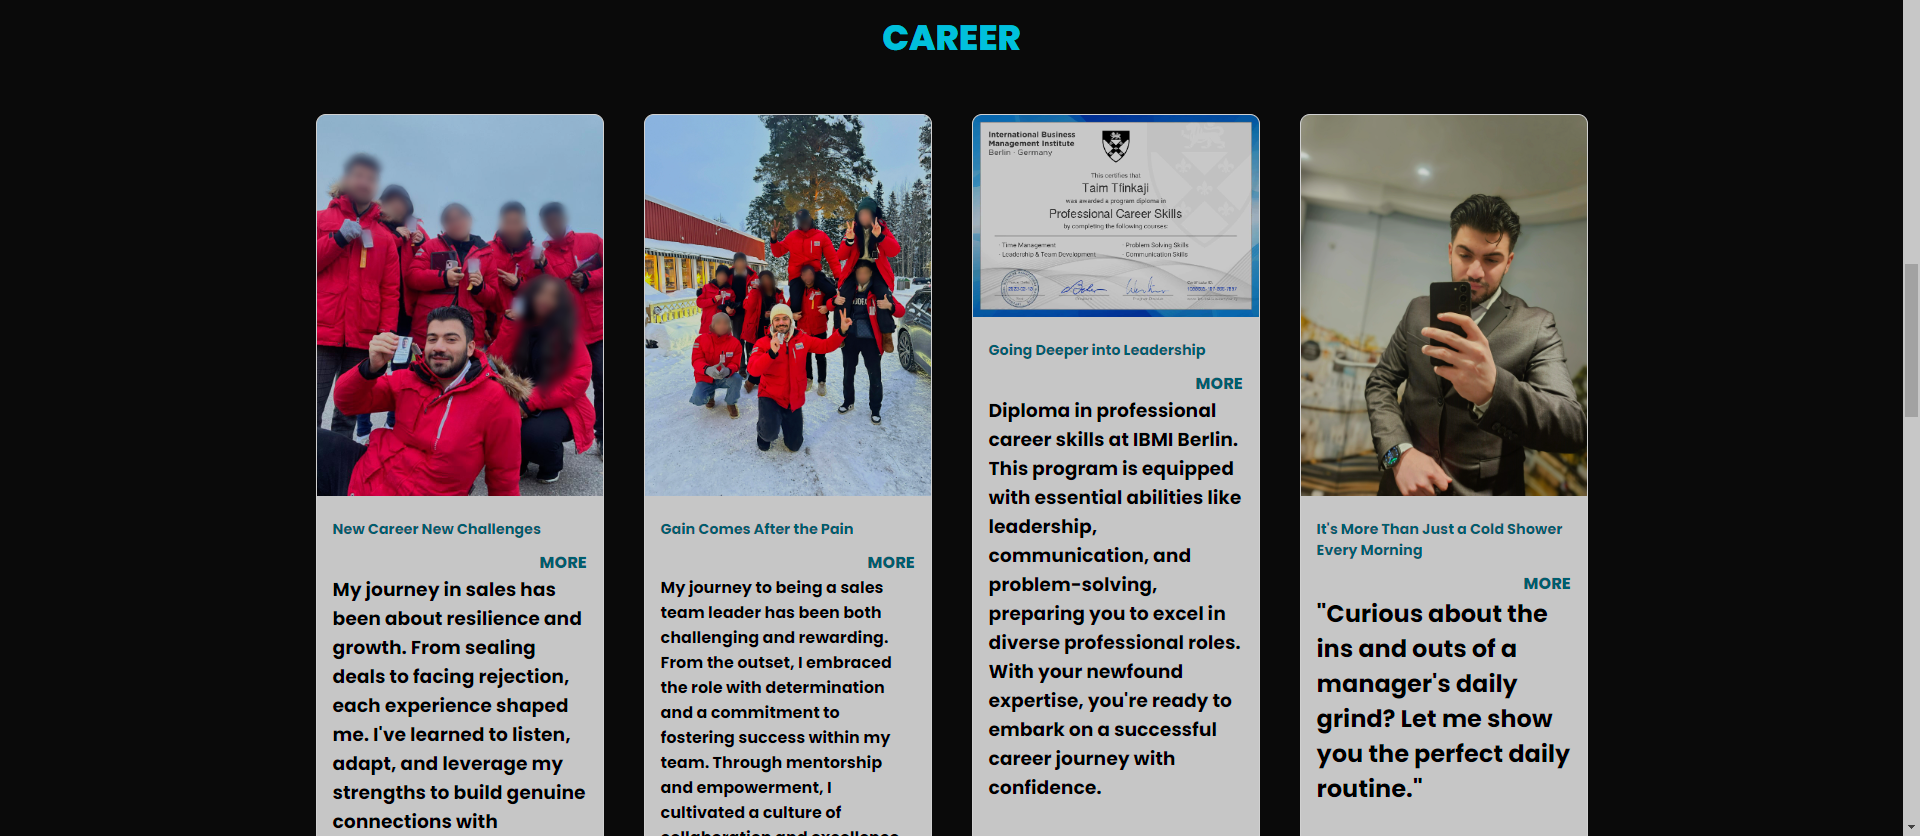 CAREER
New Career New Challenges
MORE
My journey in sales has
been about resilience and
growth. From sealing
deals to facing rejection,
each experience shaped
me. I've learned to listen,
adapt, and leverage my
strengths to build genuine
connections with
Gain Comes After the Pain
MORE
My journey to being a sales
team leader has been both
challenging and rewarding.
From the outset, I embraced
the role with determination
and a commitment to
fostering success within my
team. Through mentorship
and empowerment, I
cultivated a culture of
collaboration and excellence
International Business
Management Institute
Berlin - Germany
This certifies that
Taim Tfinkaji
was awarded a program diploma in
Professional Career Skills
by completing the following courses:
· Time Management
· Leadership & Team Development
· Problem Solving Skills
· Communication Skills
Going Deeper into Leadership
MORE
Diploma in professional
career skills at IBMI Berlin.
This program is equipped
with essential abilities like
leadership,
communication, and
problem-solving,
preparing you to excel in
diverse professional roles.
With your newfound
expertise, you're ready to
embark on a successful
career journey with
confidence.
It's More Than Just a Cold Shower
Every Morning
MORE
"Curious about the
ins and outs of a
manager's daily
grind? Let me show
you the perfect daily
routine."